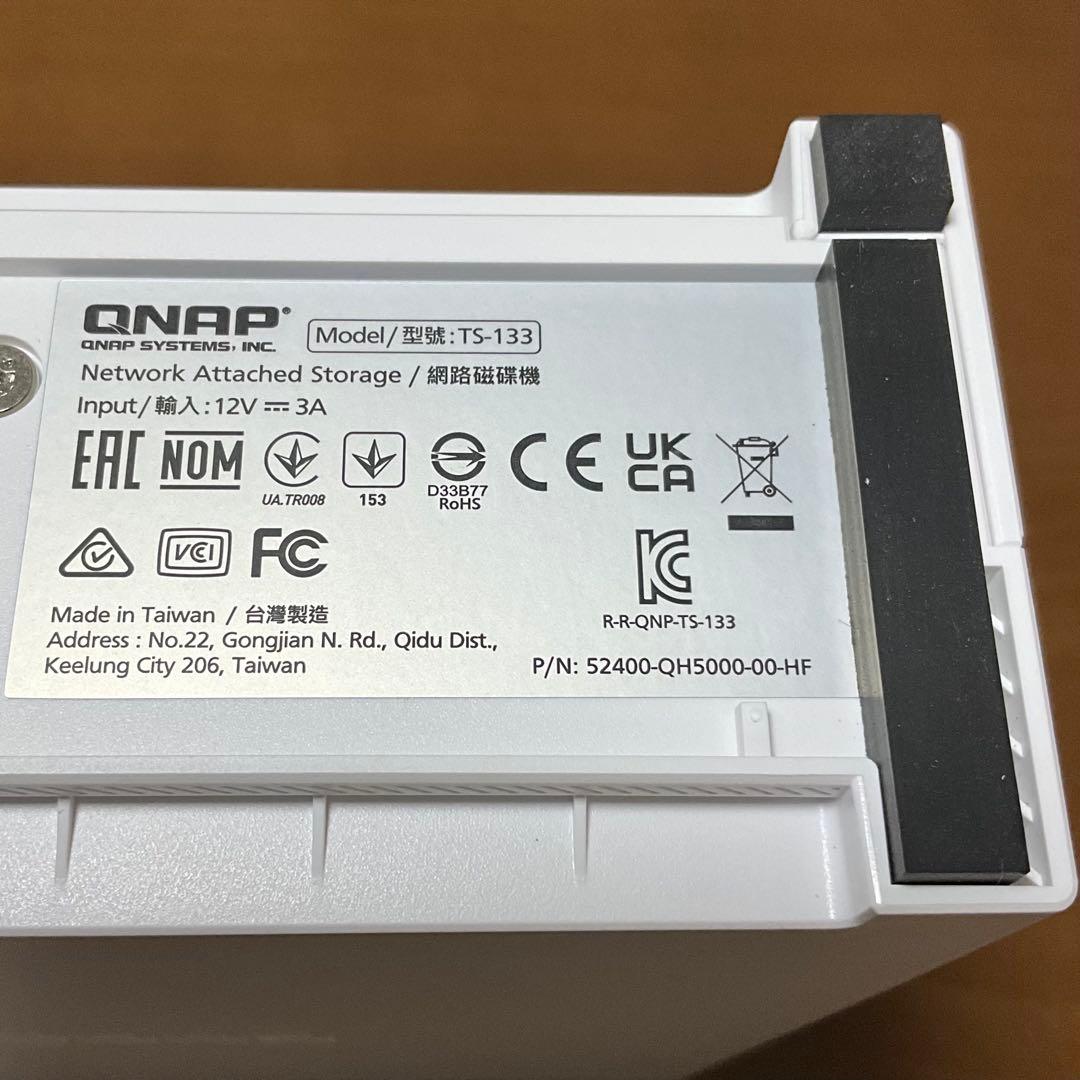 QNAP®
QNAP SYSTEMS, INC.
Model/型號:TS-133
Network Attached Storage / 網路磁碟機
Input/輸入:12V ⎓ 3A
EAC NOM UA.TR008 153 D33B77 RoHS CE UK CA
VCI FC KC
R-R-QNP-TS-133
Made in Taiwan / 台灣製造
Address : No.22, Gongjian N. Rd., Qidu Dist.,
Keelung City 206, Taiwan
P/N: 52400-QH5000-00-HF